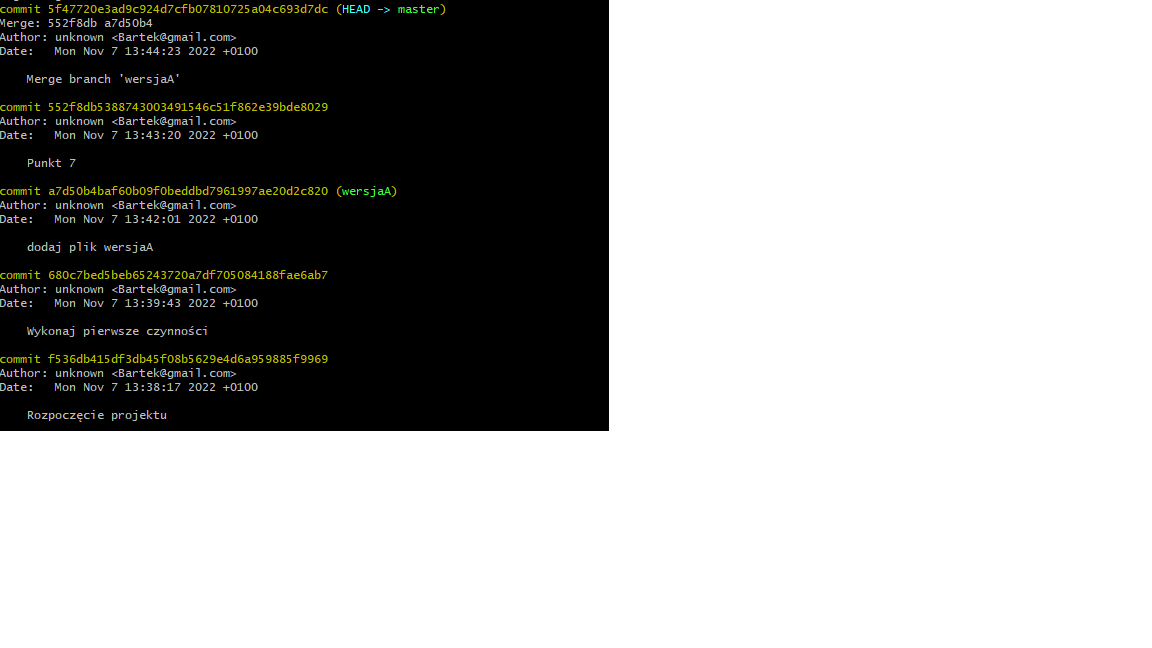 commit 5f47720e3ad9c924d7cfb07810725a04c693d7dc (HEAD -> master)
Merge: 552f8db a7d50b4
Author: unknown <Bartek@gmail.com>
Date:   Mon Nov 7 13:44:23 2022 +0100
Merge branch 'wersjaA'
commit 552f8db5388743003491546c51f862e39bde8029
Author: unknown <Bartek@gmail.com>
Date:   Mon Nov 7 13:43:20 2022 +0100
Punkt 7
commit a7d50b4baf60b09f0beddbd7961997ae20d2c820 (wersjaA)
Author: unknown <Bartek@gmail.com>
Date:   Mon Nov 7 13:42:01 2022 +0100
dodaj plik wersjaA
commit 680c7bed5beb65243720a7df705084188fae6ab7
Author: unknown <Bartek@gmail.com>
Date:   Mon Nov 7 13:39:43 2022 +0100
Wykonaj pierwsze czynności
commit f536db415df3db45f08b5629e4d6a959885f9969
Author: unknown <Bartek@gmail.com>
Date:   Mon Nov 7 13:38:17 2022 +0100
Rozpoczęcie projektu